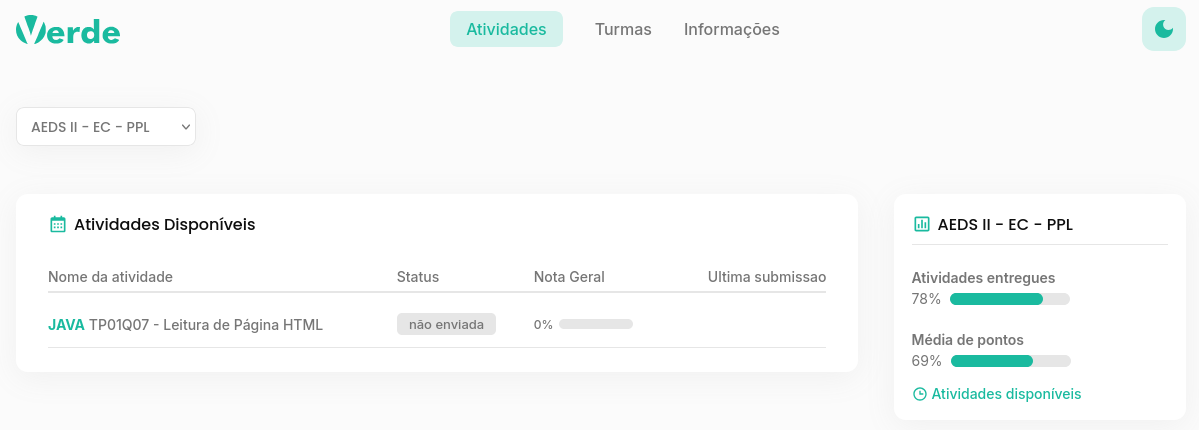 Verde
Atividades Turmas Informações
AEDS II - EC - PPL
Atividades Disponíveis
Nome da atividade Status Nota Geral Ultima submissao
JAVA TP01Q07 - Leitura de Página HTML não enviada 0%
AEDS II - EC - PPL
Atividades entregues
78%
Média de pontos
69%
Atividades disponíveis